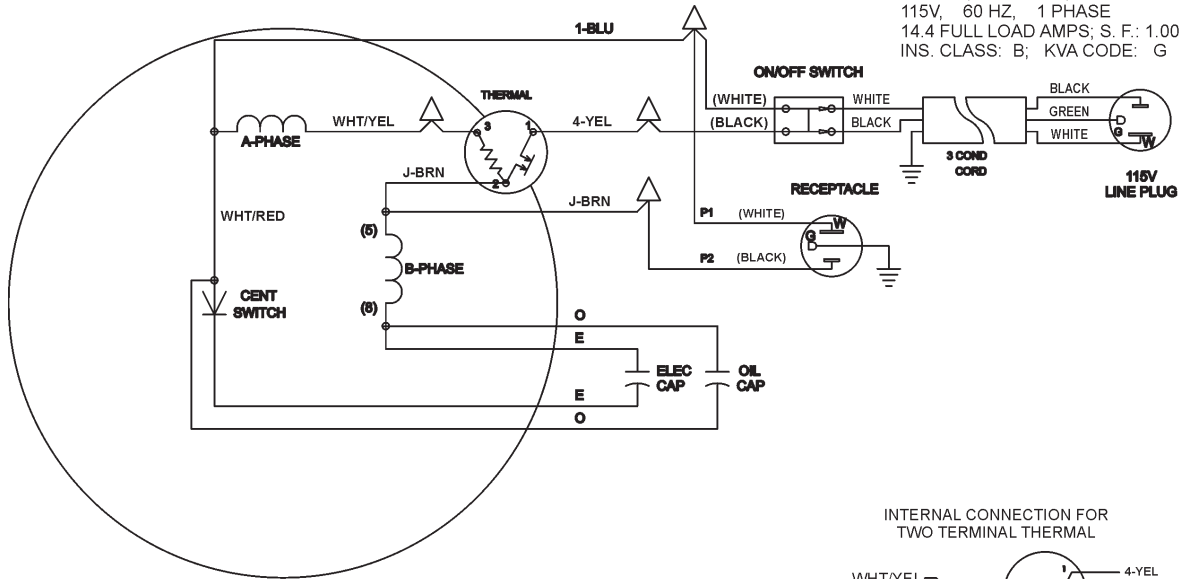 115V, 60 HZ, 1 PHASE
14.4 FULL LOAD AMPS; S. F.: 1.00
INS. CLASS: B; KVA CODE: G
1-BLU
ON/OFF SWITCH
THERMAL
(WHITE)
WHITE
BLACK
GREEN
WHITE
G
W
WHT/YEL
3
1
4-YEL
(BLACK)
BLACK
A-PHASE
3 COND
CORD
115V
LINE PLUG
J-BRN
2
J-BRN
RECEPTACLE
WHT/RED
P1 (WHITE)
W
G
(5)
B-PHASE
P2 (BLACK)
CENT
SWITCH
(8)
O
E
ELEC
CAP
OIL
CAP
E
O
INTERNAL CONNECTION FOR
TWO TERMINAL THERMAL
WHT/YEL
1
4-YEL